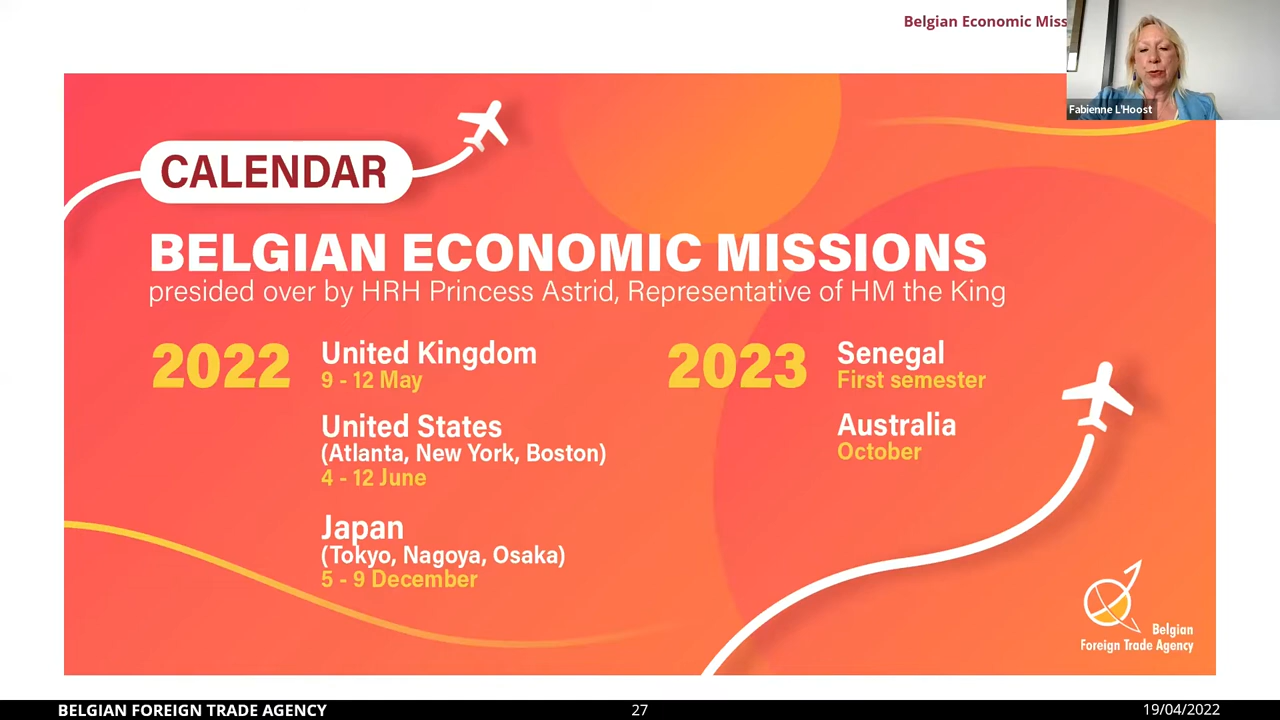 Belgian Economic Miss
Fabienne L'Hoost
CALENDAR
BELGIAN ECONOMIC MISSIONS
presided over by HRH Princess Astrid, Representative of HM the King
2022
United Kingdom
9 - 12 May
United States
(Atlanta, New York, Boston)
4 - 12 June
Japan
(Tokyo, Nagoya, Osaka)
5 - 9 December
2023
Senegal
First semester
Australia
October
Belgian
Foreign Trade Agency
BELGIAN FOREIGN TRADE AGENCY
27
19/04/2022